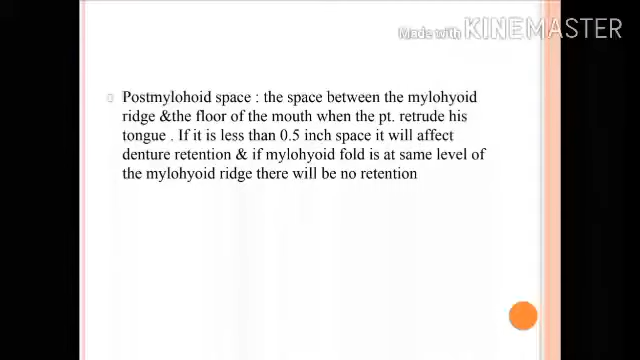 Made with KINEMASTER
Postmylohoid space : the space between the mylohyoid
ridge &the floor of the mouth when the pt. retrude his
tongue . If it is less than 0.5 inch space it will affect
denture retention & if mylohyoid fold is at same level of
the mylohyoid ridge there will be no retention